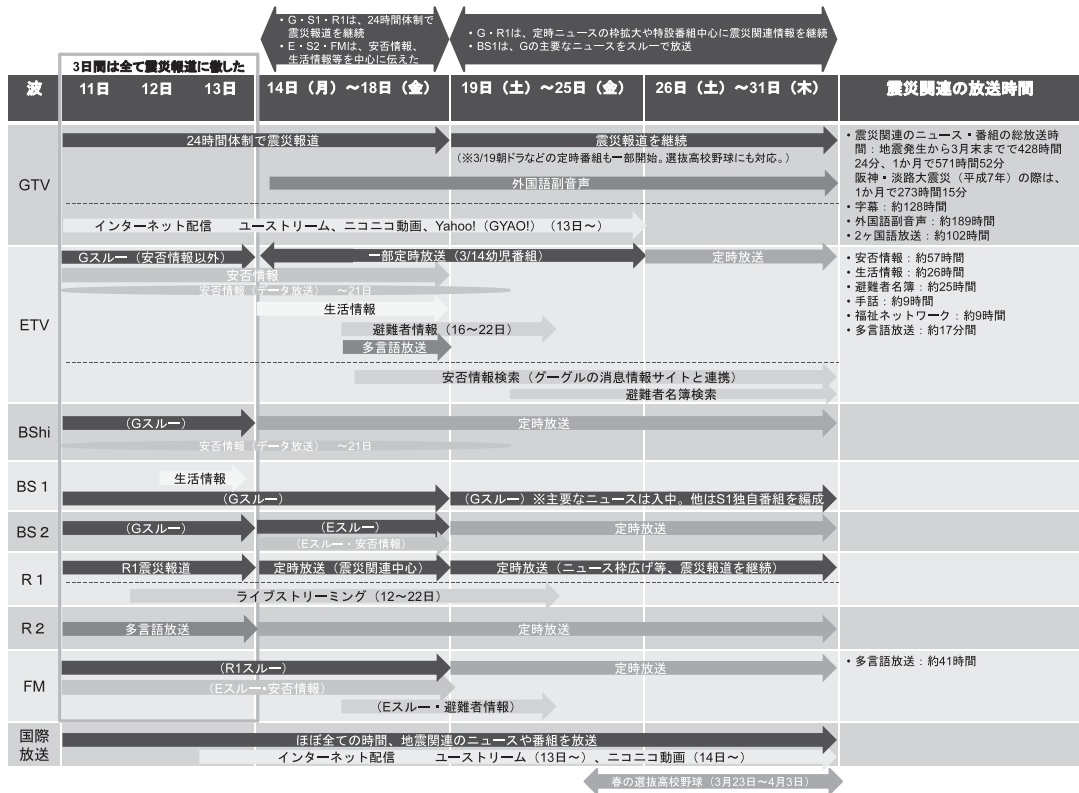 ・G・S1・R1は、24時間体制で
震災報道を継続
・E・S2・FMは、安否情報、
生活情報等を中心に伝えた
・G・R1は、定時ニュースの枠拡大や特設番組中心に震災関連情報を継続
・BS1は、Gの主要なニュースをスルーで放送
3日間は全て震災報道に徹した
波 11日 12日 13日 14日（月）～18日（金） 19日（土）～25日（金） 26日（土）～31日（木） 震災関連の放送時間
GTV
24時間体制で震災報道
震災報道を継続
（※3/19朝ドラなどの定時番組も一部開始。選抜高校野球にも対応。）
外国語副音声
インターネット配信 ユーストリーム、ニコニコ動画、Yahoo!（GYAO!）（13日～）
・震災関連のニュース・番組の総放送時
間：地震発生から3月末までで428時間
24分、1か月で571時間52分
阪神・淡路大震災（平成7年）の際は、
1か月で273時間15分
・字幕：約128時間
・外国語副音声：約189時間
・2ヶ国語放送：約102時間
ETV
Gスルー（安否情報以外）
一部定時放送（3/14幼児番組）
定時放送
安否情報
安否情報（データ放送） ～21日
生活情報
避難者情報（16～22日）
多言語放送
安否情報検索（グーグルの消息情報サイトと連携）
避難者名簿検索
・安否情報：約57時間
・生活情報：約26時間
・避難者名簿：約25時間
・手話：約9時間
・福祉ネットワーク：約9時間
・多言語放送：約17分間
BShi
（Gスルー）
定時放送
安否情報（データ放送） ～21日
BS 1
生活情報
（Gスルー）
（Gスルー）※主要なニュースは入中。他はS1独自番組を編成
BS 2
（Gスルー）
（Eスルー）
定時放送
（Eスルー・安否情報）
R 1
R1震災報道
定時放送（震災関連中心）
定時放送（ニュース枠広げ等、震災報道を継続）
ライブストリーミング（12～22日）
R 2
多言語放送
定時放送
FM
（R1スルー）
定時放送
（Eスルー・安否情報）
（Eスルー・避難者情報）
・多言語放送：約41時間
国際
放送
ほぼ全ての時間、地震関連のニュースや番組を放送
インターネット配信 ユーストリーム（13日～）、ニコニコ動画（14日～）
春の選抜高校野球（3月23日～4月3日）